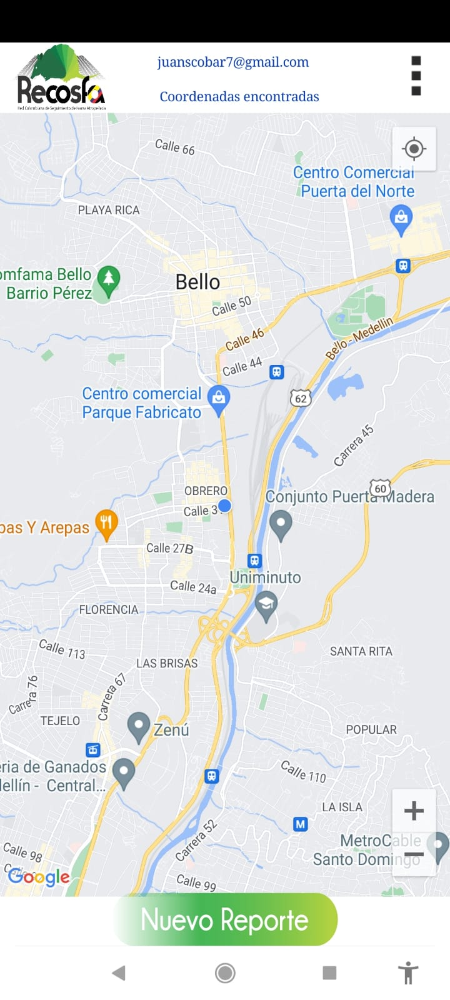 juanscobar7@gmail.com
Recosfa
Red Colombiana de Seguimiento de Fauna Atropellada
Coordenadas encontradas
Calle 66
Centro Comercial
Puerta del Norte
PLAYA RICA
omfama Bello
Barrio Pérez
Bello
Calle 50
Calle 46
Bello - Medellin
Calle 44
Centro comercial
Parque Fabricato
62
Carrera 45
60
OBRERO
Conjunto Puerta Madera
Calle 31
pas Y Arepas
Calle 27B
Uniminuto
Calle 24a
FLORENCIA
Calle 113
SANTA RITA
LAS BRISAS
Carrera 76
Carrera 67
TEJELO
Zenú
POPULAR
eria de Ganados
dellín - Central...
Calle 110
LA ISLA
M
Carrera 52
MetroCable
Santo Domingo
Calle 98
Google
Calle 99
Nuevo Reporte